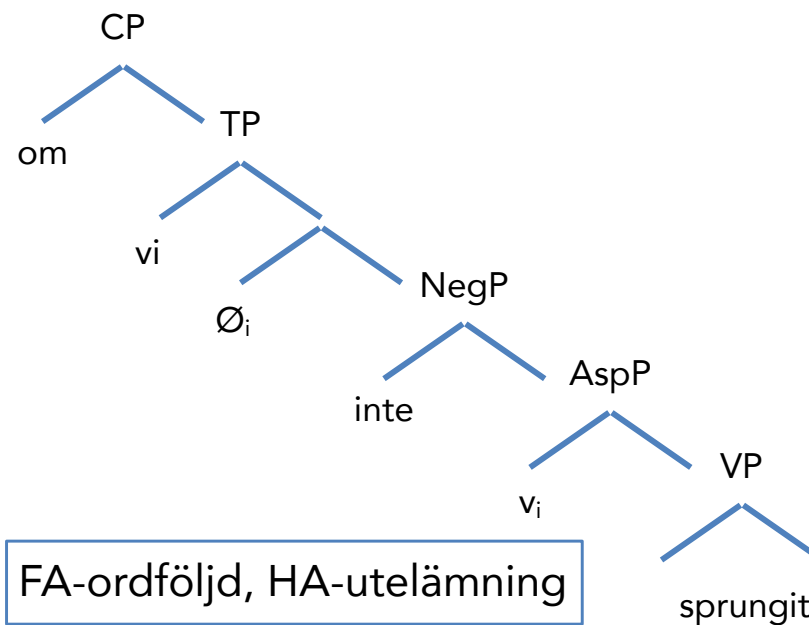 CP
om
TP
vi
Øᵢ
NegP
inte
AspP
vᵢ
VP
sprungit
FA-ordföljd, HA-utelämning